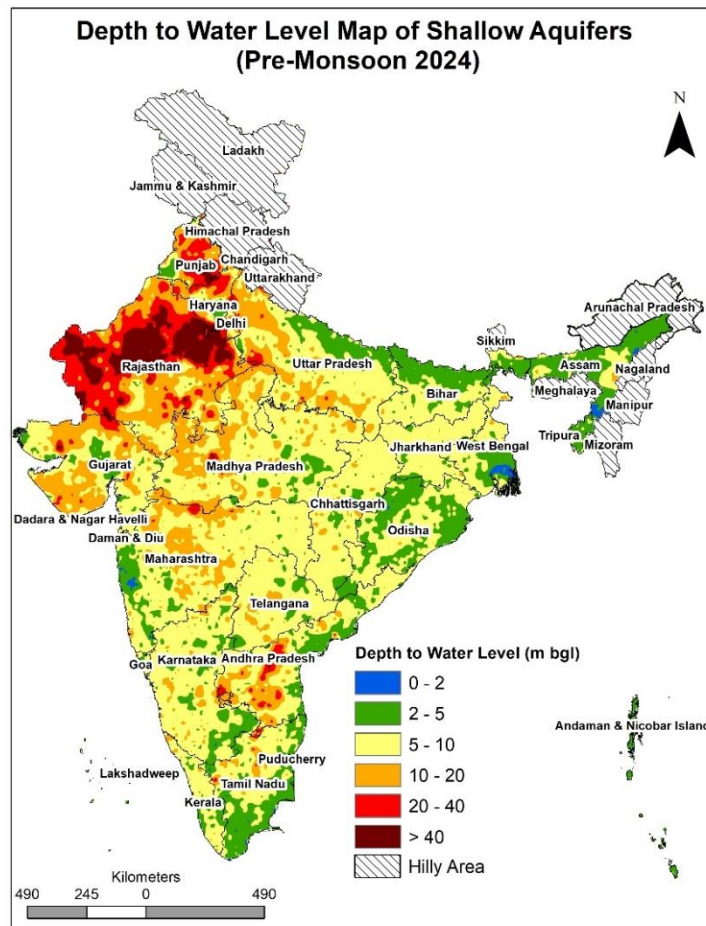 Depth to Water Level Map of Shallow Aquifers
(Pre-Monsoon 2024)
N
Ladakh
Jammu & Kashmir
Himachal Pradesh
Chandigarh
Punjab
Uttarakhand
Haryana
Delhi
Arunachal Pradesh
Sikkim
Rajasthan
Uttar Pradesh
Assam
Nagaland
Bihar
Meghalaya
Manipur
Tripura
Mizoram
Jharkhand
West Bengal
Gujarat
Madhya Pradesh
Chhattisgarh
Dadara & Nagar Havelli
Odisha
Daman & Diu
Maharashtra
Telangana
Goa
Karnataka
Andhra Pradesh
Depth to Water Level (m bgl)
0 - 2
2 - 5
5 - 10
10 - 20
20 - 40
> 40
Hilly Area
Andaman & Nicobar Island
Puducherry
Lakshadweep
Tamil Nadu
Kerala
Kilometers
490 245 0 490